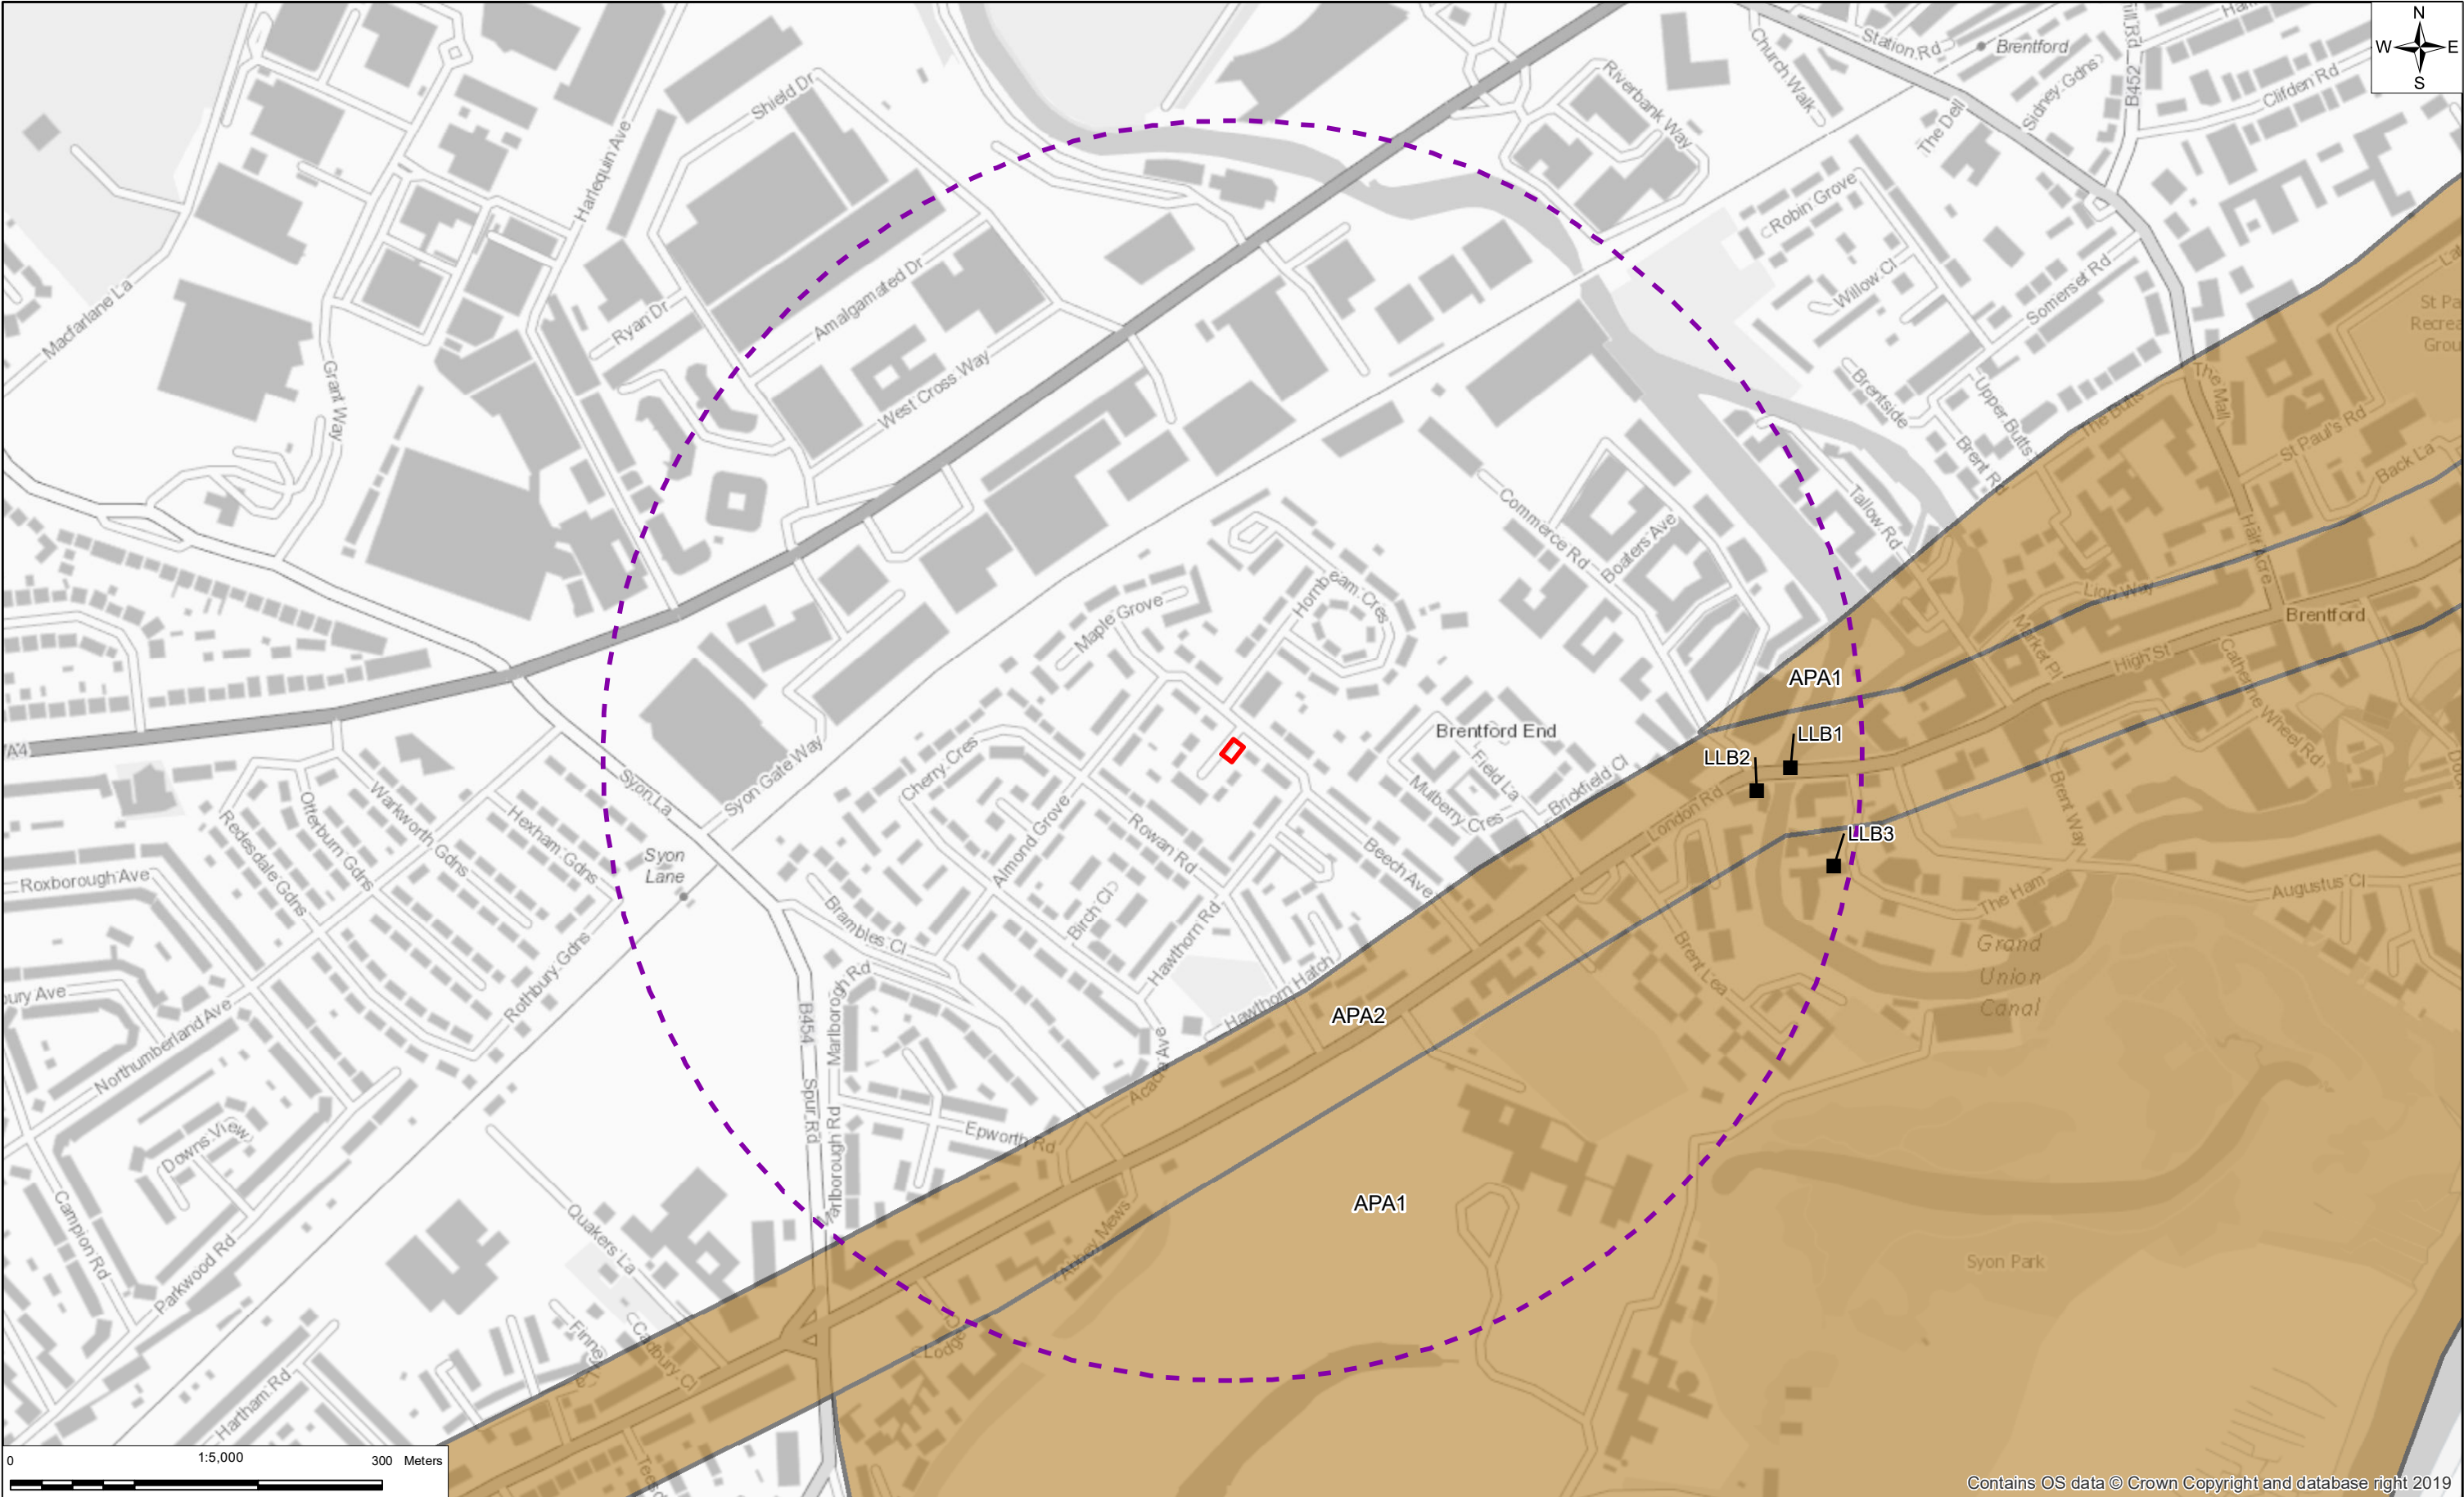 N
W
E
S
Station Rd
Brentford
Church Walk
Riverbank Way
The Dell
Sidney Gdns
B452
Clifden Rd
Shield Dr
Harlequin Ave
Robin Grove
Willow Cl
Somerset Rd
Macfarlane La
Ryan Dr
Amalgamated Dr
West Cross Way
Grant Way
Brentside
Upper Butts
Brent Rd
The Butts
The Mall
St Paul's Rd
Back La
Half Acre
Commerce Rd
Boaters Ave
Tallow Rd
Lion Way
Market Pl
High St
Brentford
Catherine Wheel Rd
Maple Grove
Hornbeam Cres
APA1
LLB1
LLB2
LLB3
Brentford End
Field La
Mulberry Cres
Brickfield Cl
London Rd
Brent Way
A4
Syon La
Syon Gate Way
Cherry Cres
Almond Grove
Rowan Rd
Beech Ave
Birch Cl
Hawthorn Rd
Hawthorn Hatch
Redesdale Gdns
Otterburn Gdns
Warkworth Gdns
Hexham Gdns
Syon
Lane
Roxborough Ave
Rothbury Gdns
Northumberland Ave
Brambles Cl
Marlborough Rd
B454
Spur Rd
Marlborough Rd
Acacia Ave
Epworth Rd
APA2
Brent Lea
The Ham
Augustus Cl
Grand
Union
Canal
Downs View
Campion Rd
Parkwood Rd
Quakers La
Abbey Mews
APA1
Syon Park
Lodge
Cadbury Cl
Hartham Rd
0
1:5,000
300
Meters
Contains OS data © Crown Copyright and database right 2019